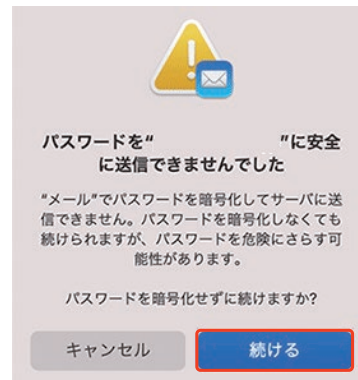 パスワードを“ ”に安全
に送信できませんでした
“メール”でパスワードを暗号化してサーバに送
信できません。パスワードを暗号化しなくても
続けられますが、パスワードを危険にさらす可
能性があります。
パスワードを暗号化せずに続けますか?
キャンセル
続ける